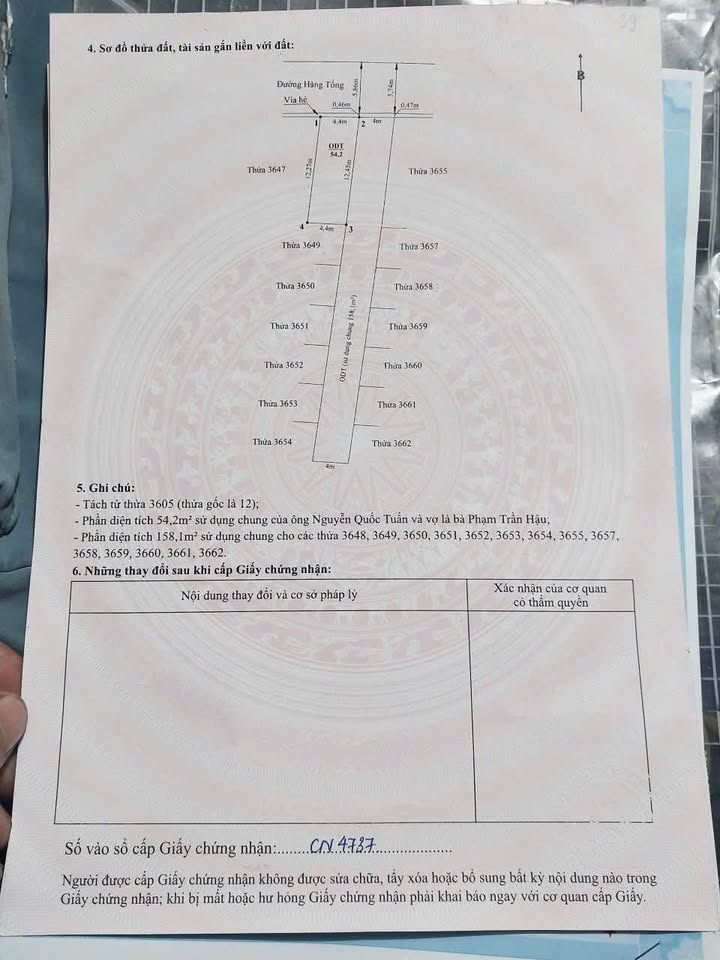 39
4. Sơ đồ thửa đất, tài sản gắn liền với đất:
B
Đường Hàng Tổng
5,86m
5,74m
Vỉa hè
0,46m
0,47m
1
4,4m
2
4m
ODT
54,2
12,27m
12,45m
Thửa 3647
Thửa 3655
4
4,4m
3
Thửa 3649
Thửa 3657
Thửa 3650
Thửa 3658
ODT (sử dụng chung 158,1m²)
Thửa 3651
Thửa 3659
Thửa 3652
Thửa 3660
Thửa 3653
Thửa 3661
Thửa 3654
Thửa 3662
4m
5. Ghi chú:
- Tách từ thửa 3605 (thửa gốc là 12);
- Phần diện tích 54,2m² sử dụng chung của ông Nguyễn Quốc Tuấn và vợ là bà Phạm Trần Hậu;
- Phần diện tích 158,1m² sử dụng chung cho các thửa 3648, 3649, 3650, 3651, 3652, 3653, 3654, 3655, 3657,
3658, 3659, 3660, 3661, 3662.
6. Những thay đổi sau khi cấp Giấy chứng nhận:
Nội dung thay đổi và cơ sở pháp lý
Xác nhận của cơ quan
có thẩm quyền
Số vào sổ cấp Giấy chứng nhận:........CN 4737....................
Người được cấp Giấy chứng nhận không được sửa chữa, tẩy xóa hoặc bổ sung bất kỳ nội dung nào trong
Giấy chứng nhận; khi bị mất hoặc hư hỏng Giấy chứng nhận phải khai báo ngay với cơ quan cấp Giấy.